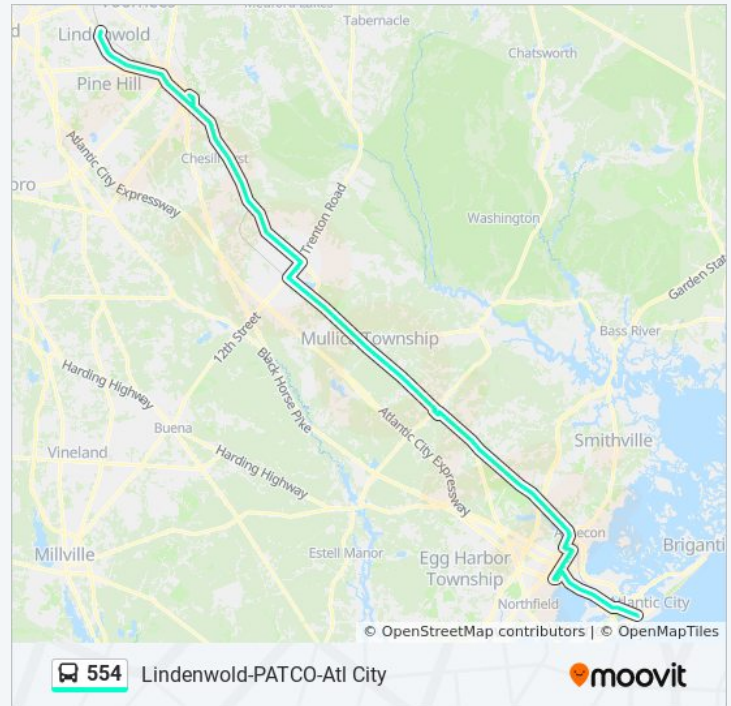 Tabernacle
Lindenwold
Chatsworth
Pine Hill
Chesilhurst
Atlantic City Expressway
Trenton Road
Washington
Garden Stat
12th Street
Mullica Township
Bass River
Harding Highway
Black Horse Pike
Buena
Atlantic City Expressway
Smithville
Vineland
Harding Highway
Absecon
Millville
Estell Manor
Egg Harbor
Township
Briganti
Northfield
Atlantic City
© OpenStreetMap contributors | © OpenMapTiles
554 Lindenwold-PATCO-Atl City
moovit